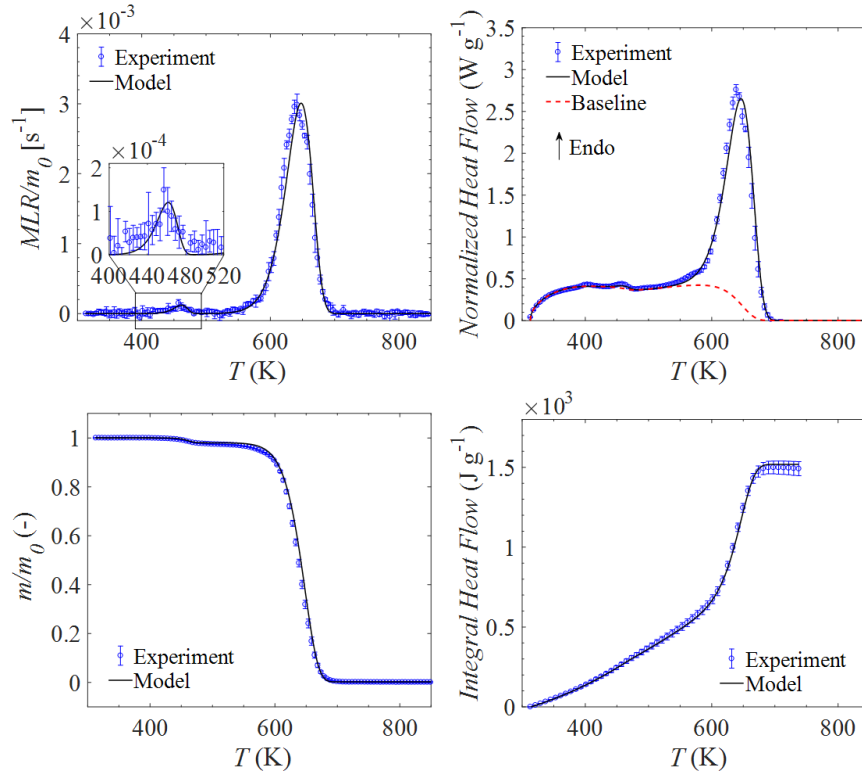 ×10⁻³
MLR/m₀ [s⁻¹]
4
3
2
1
0
Experiment
Model
×10⁻⁴
2
1
0
400 440 480 520
400 600 800
T (K)
Normalized Heat Flow (W g⁻¹)
3.5
3
2.5
2
1.5
1
0.5
0
Experiment
Model
Baseline
↑ Endo
400 600 800
T (K)
m/m₀ (-)
1
0.8
0.6
0.4
0.2
0
Experiment
Model
400 600 800
T (K)
×10³
Integral Heat Flow (J g⁻¹)
2
1.5
1
0.5
0
Experiment
Model
400 600 800
T (K)